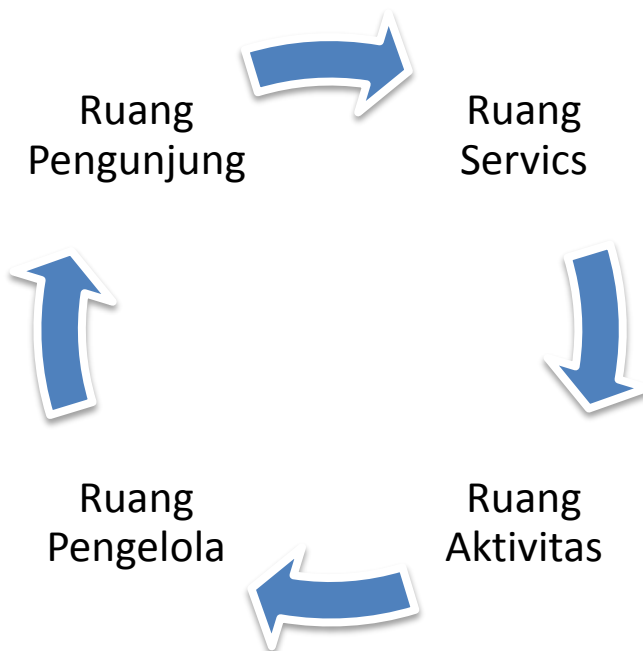 Ruang
Pengunjung
Ruang
Servics
Ruang
Pengelola
Ruang
Aktivitas